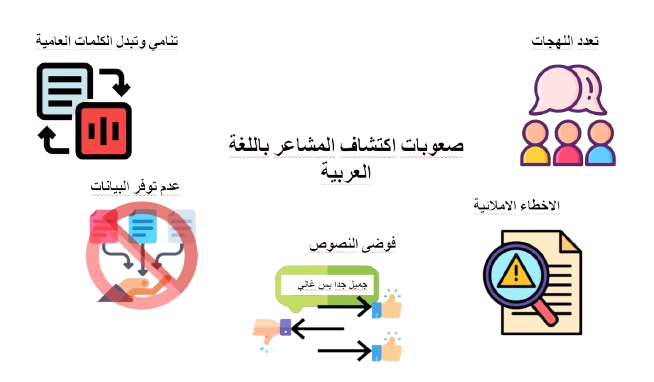 تعدد اللهجات
تنامي وتبدل الكلمات العامية
صعوبات اكتشاف المشاعر باللغة
العربية
عدم توفر البيانات
الاخطاء الاملائية
فوضى النصوص
جميل جدا بس غالي